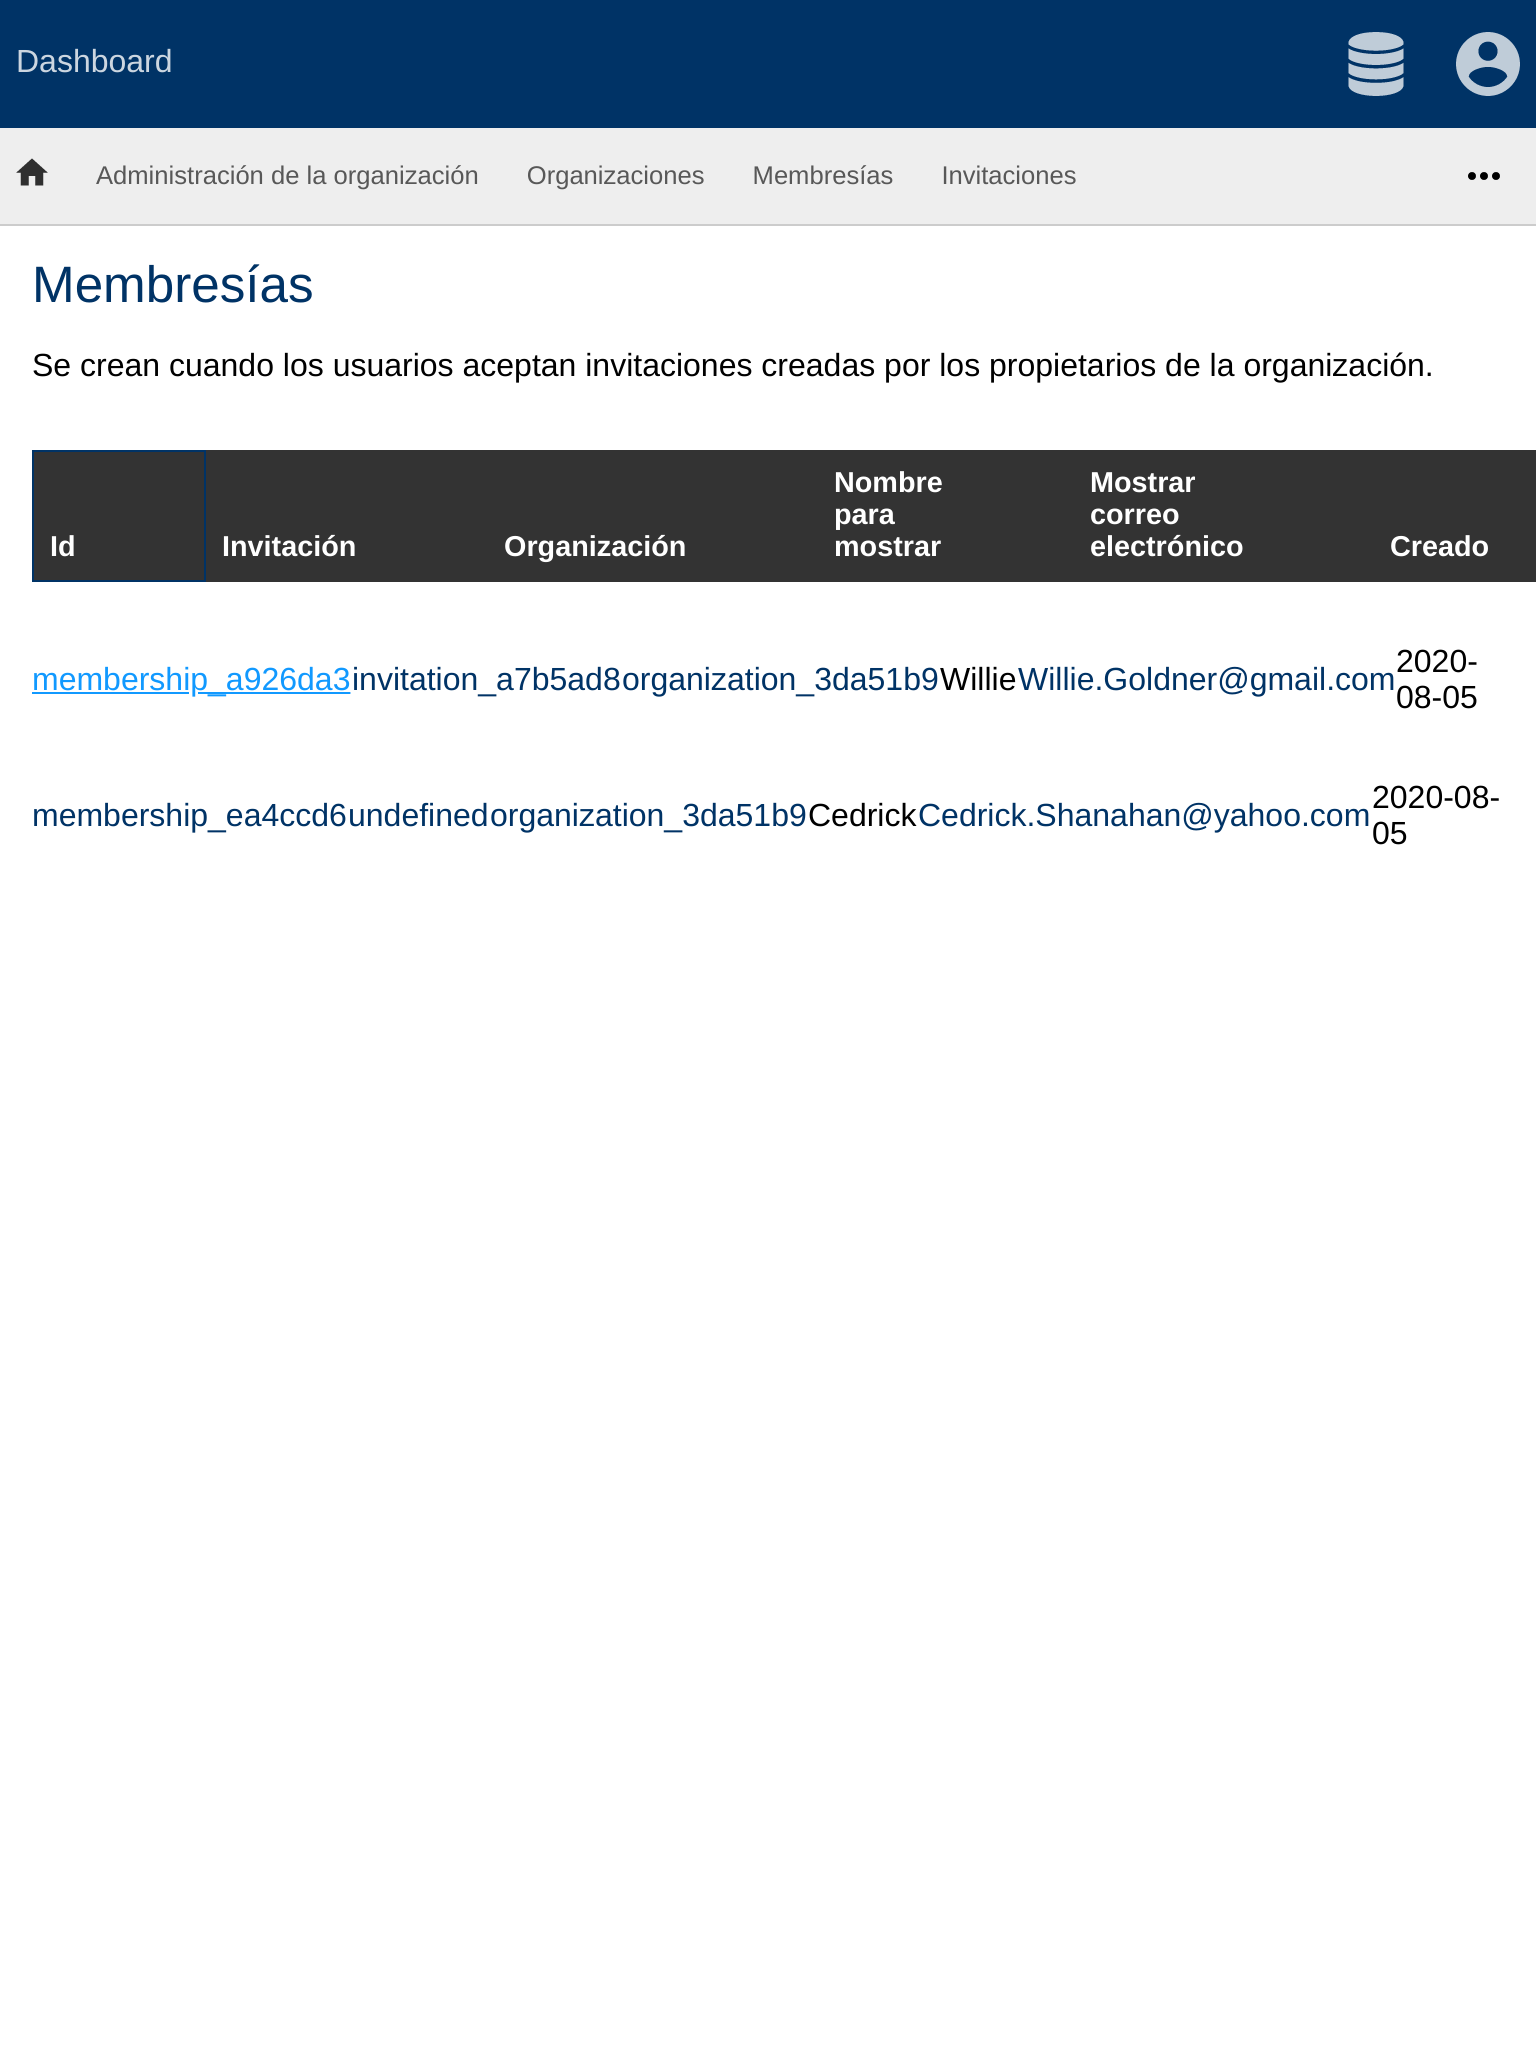 Dashboard
Administración de la organización Organizaciones Membresías Invitaciones
Membresías
Se crean cuando los usuarios aceptan invitaciones creadas por los propietarios de la organización.
Id Invitación Organización Nombre para mostrar Mostrar correo electrónico Creado
membership_a926da3 invitation_a7b5ad8 organization_3da51b9 Willie Willie.Goldner@gmail.com 2020-08-05
membership_ea4ccd6 undefined organization_3da51b9 Cedrick Cedrick.Shanahan@yahoo.com 2020-08-05